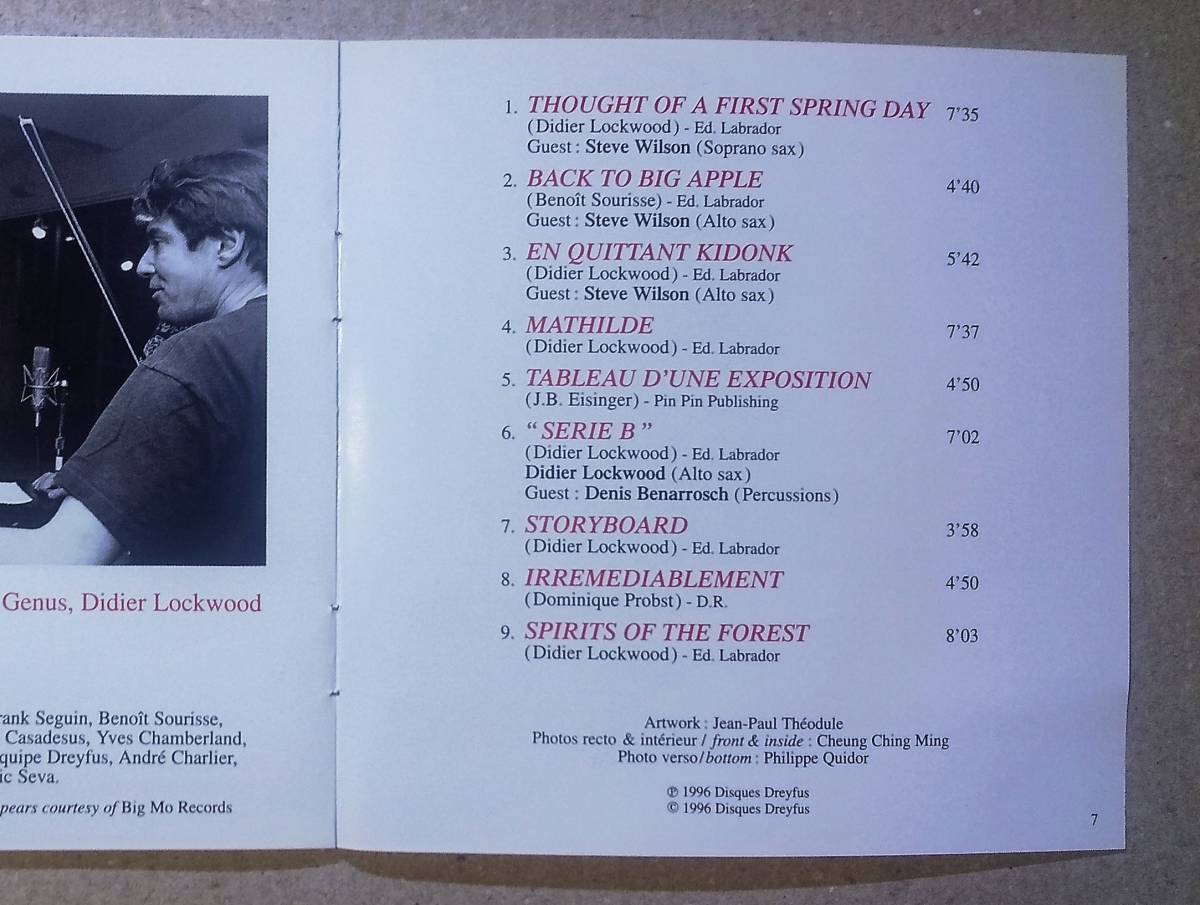 Genus, Didier Lockwood
Seguin, Benoît Sourisse,
Casadesus, Yves Chamberland,
Dreyfus, André Charlier,
Seva.
courtesy of Big Mo Records
1. THOUGHT OF A FIRST SPRING DAY 7'35
(Didier Lockwood) - Ed. Labrador
Guest : Steve Wilson (Soprano sax)
2. BACK TO BIG APPLE 4'40
(Benoît Sourisse) - Ed. Labrador
Guest : Steve Wilson (Alto sax)
3. EN QUITTANT KIDONK 5'42
(Didier Lockwood) - Ed. Labrador
Guest : Steve Wilson (Alto sax)
4. MATHILDE 7'37
(Didier Lockwood) - Ed. Labrador
5. TABLEAU D'UNE EXPOSITION 4'50
(J.B. Eisinger) - Pin Pin Publishing
6. “ SERIE B ” 7'02
(Didier Lockwood) - Ed. Labrador
Didier Lockwood (Alto sax)
Guest : Denis Benarrosch (Percussions)
7. STORYBOARD 3'58
(Didier Lockwood) - Ed. Labrador
8. IRREMEDIABLEMENT 4'50
(Dominique Probst) - D.R.
9. SPIRITS OF THE FOREST 8'03
(Didier Lockwood) - Ed. Labrador
Artwork : Jean-Paul Théodule
Photos recto & intérieur / front & inside : Cheung Ching Ming
Photo verso/bottom : Philippe Quidor
℗ 1996 Disques Dreyfus
© 1996 Disques Dreyfus
7